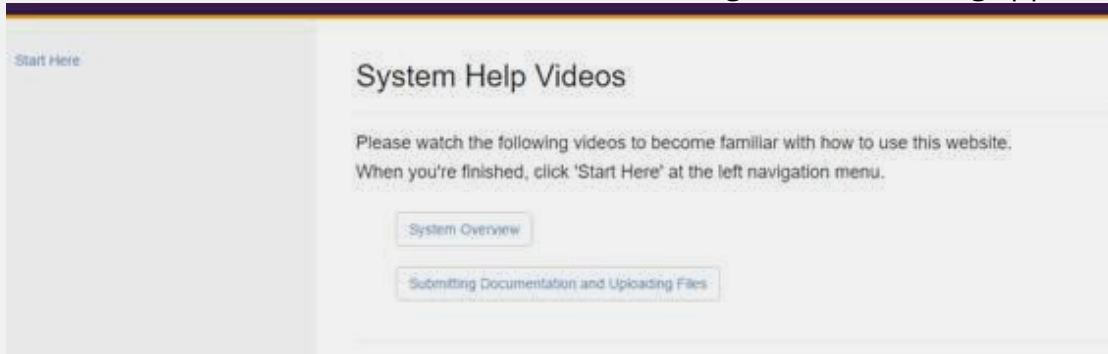 Start Here
System Help Videos
Please watch the following videos to become familiar with how to use this website.
When you're finished, click 'Start Here' at the left navigation menu.
System Overview
Submitting Documentation and Uploading Files